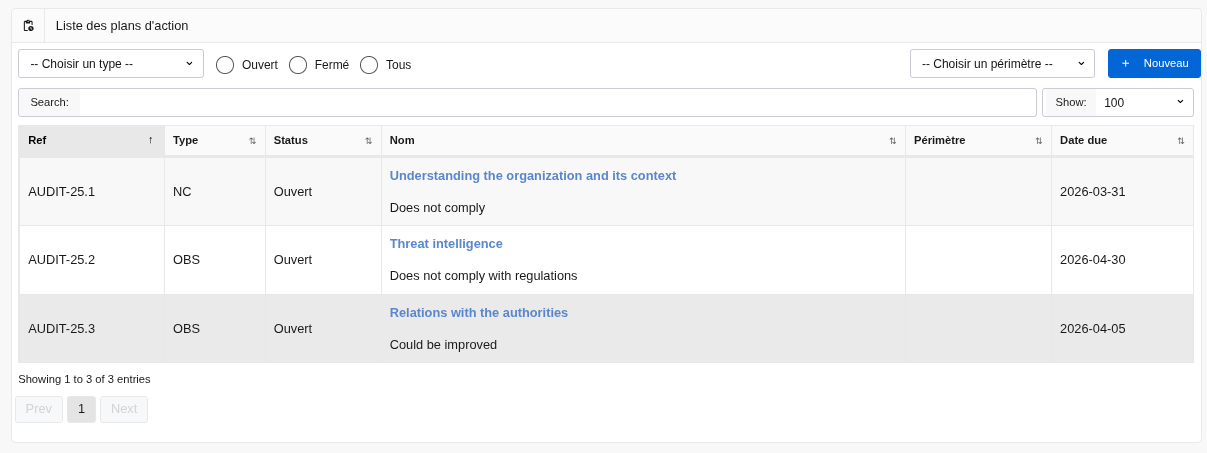 Liste des plans d'action
-- Choisir un type -- Ouvert Fermé Tous -- Choisir un périmètre -- + Nouveau
Search: Show: 100
Ref ↑ Type ⇅ Status ⇅ Nom ⇅ Périmètre ⇅ Date due ⇅
Understanding the organization and its context
AUDIT-25.1 NC Ouvert 2026-03-31
Does not comply
Threat intelligence
AUDIT-25.2 OBS Ouvert 2026-04-30
Does not comply with regulations
Relations with the authorities
AUDIT-25.3 OBS Ouvert 2026-04-05
Could be improved
Showing 1 to 3 of 3 entries
Prev 1 Next